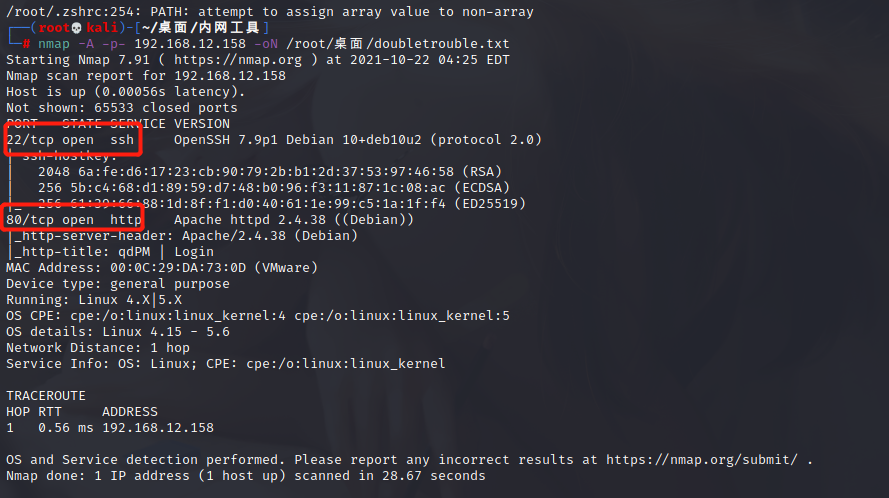 /root/.zshrc:254: PATH: attempt to assign array value to non-array
┌──(root💀kali)-[~/桌面/内网工具]
└─# nmap -A -p- 192.168.12.158 -oN /root/桌面/doubletrouble.txt
Starting Nmap 7.91 ( https://nmap.org ) at 2021-10-22 04:25 EDT
Nmap scan report for 192.168.12.158
Host is up (0.00056s latency).
Not shown: 65533 closed ports
PORT   STATE SERVICE VERSION
22/tcp open  ssh     OpenSSH 7.9p1 Debian 10+deb10u2 (protocol 2.0)
| ssh-hostkey:
|   2048 6a:fe:d6:17:23:cb:90:79:2b:b1:2d:37:53:97:46:58 (RSA)
|   256 5b:c4:68:d1:89:59:d7:48:b0:96:f3:11:87:1c:08:ac (ECDSA)
|_  256 61:39:66:88:1d:8f:f1:d0:40:61:1e:99:c5:1a:1f:f4 (ED25519)
80/tcp open  http    Apache httpd 2.4.38 ((Debian))
|_http-server-header: Apache/2.4.38 (Debian)
|_http-title: qdPM | Login
MAC Address: 00:0C:29:DA:73:0D (VMware)
Device type: general purpose
Running: Linux 4.X|5.X
OS CPE: cpe:/o:linux:linux_kernel:4 cpe:/o:linux:linux_kernel:5
OS details: Linux 4.15 - 5.6
Network Distance: 1 hop
Service Info: OS: Linux; CPE: cpe:/o:linux:linux_kernel
TRACEROUTE
HOP RTT     ADDRESS
1   0.56 ms 192.168.12.158
OS and Service detection performed. Please report any incorrect results at https://nmap.org/submit/ .
Nmap done: 1 IP address (1 host up) scanned in 28.67 seconds